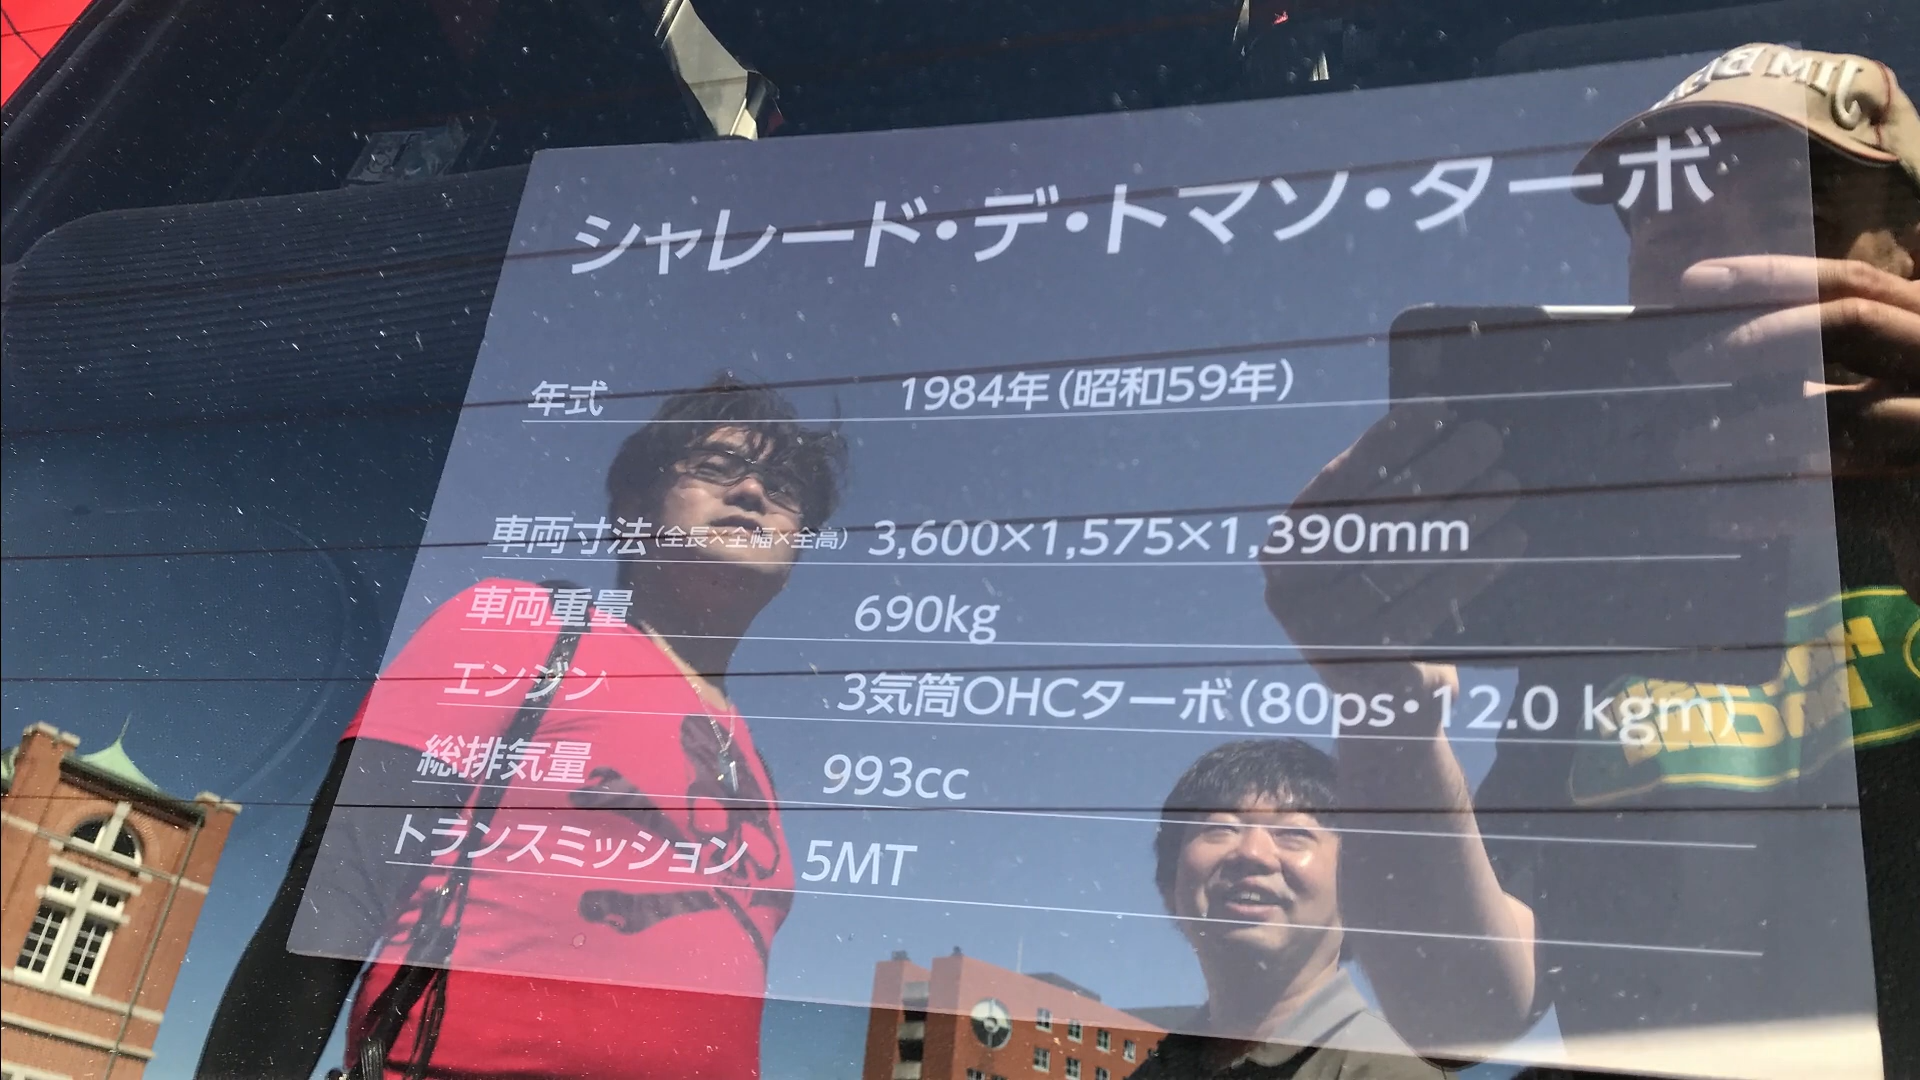 シャレード・デ・トマソ・ターボ
年式 1984年(昭和59年)
車両寸法(全長×全幅×全高) 3,600×1,575×1,390mm
車両重量 690kg
エンジン 3気筒OHCターボ(80ps・12.0 kgm)
総排気量 993cc
トランスミッション 5MT